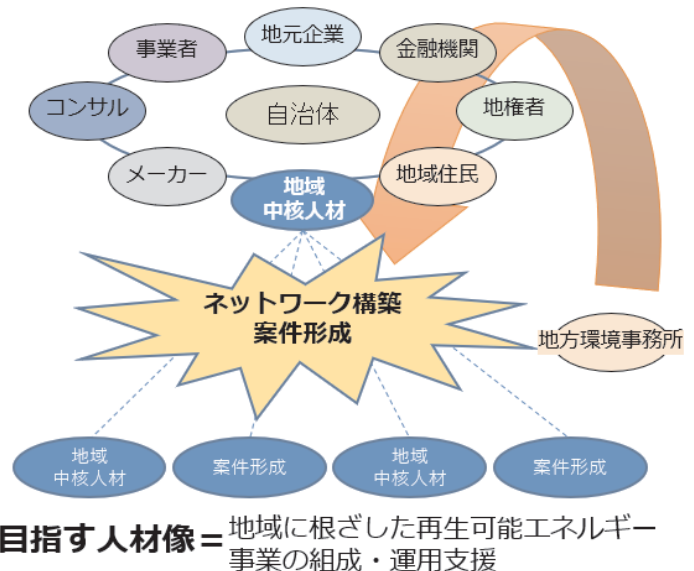 地元企業
事業者
金融機関
コンサル
自治体
地権者
メーカー
地域住民
地域
中核人材
ネットワーク構築
案件形成
地方環境事務所
地域
中核人材
案件形成
地域
中核人材
案件形成
目指す人材像＝地域に根ざした再生可能エネルギー
事業の組成・運用支援